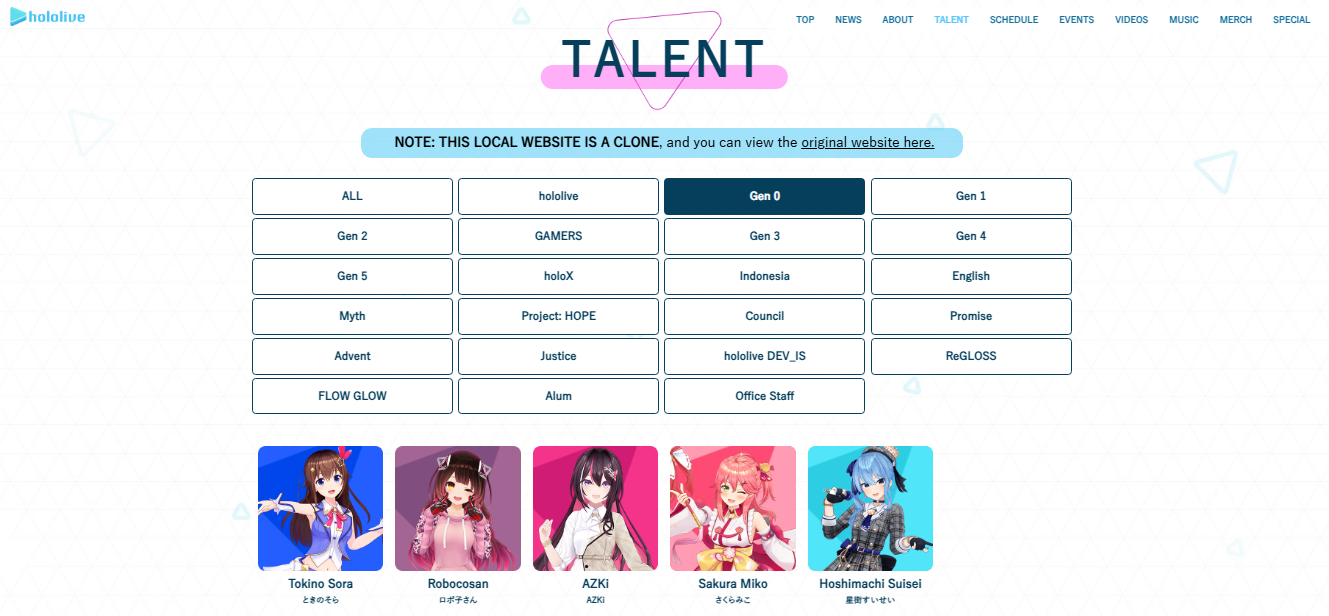 hololive
TOP NEWS ABOUT TALENT SCHEDULE EVENTS VIDEOS MUSIC MERCH SPECIAL
TALENT
NOTE: THIS LOCAL WEBSITE IS A CLONE, and you can view the original website here.
ALL hololive Gen 0 Gen 1
Gen 2 GAMERS Gen 3 Gen 4
Gen 5 holoX Indonesia English
Myth Project: HOPE Council Promise
Advent Justice hololive DEV_IS ReGLOSS
FLOW GLOW Alum Office Staff
Tokino Sora Robocosan AZKi Sakura Miko Hoshimachi Suisei
ときのそら ロボ子さん AZKi さくらみこ 星街すいせい